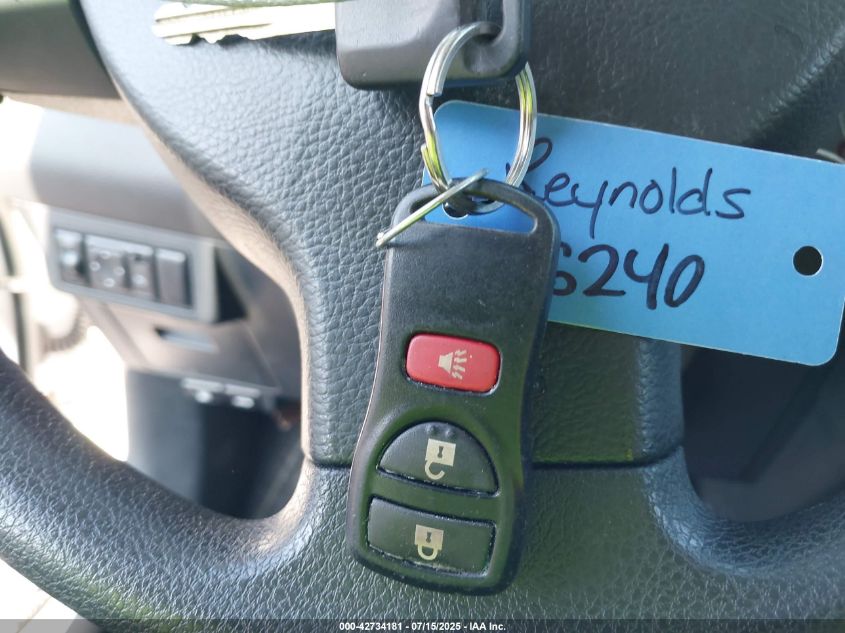 Reynolds
S240
000-42734181 - 07/15/2025 - IAA Inc.